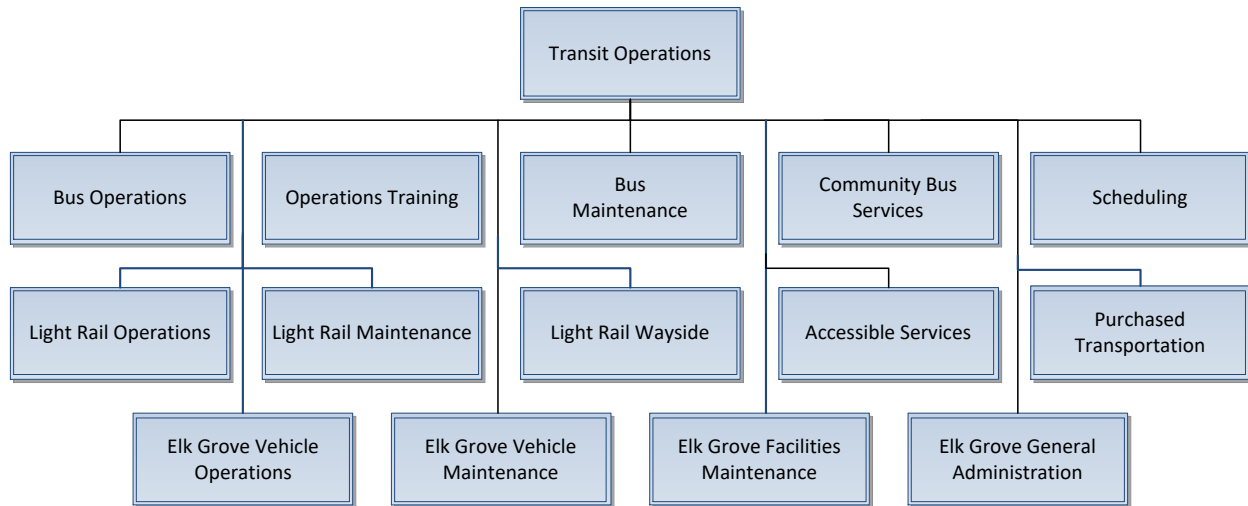 Transit Operations
Bus Operations
Operations Training
Bus
Maintenance
Community Bus
Services
Scheduling
Light Rail Operations
Light Rail Maintenance
Light Rail Wayside
Accessible Services
Purchased
Transportation
Elk Grove Vehicle
Operations
Elk Grove Vehicle
Maintenance
Elk Grove Facilities
Maintenance
Elk Grove General
Administration